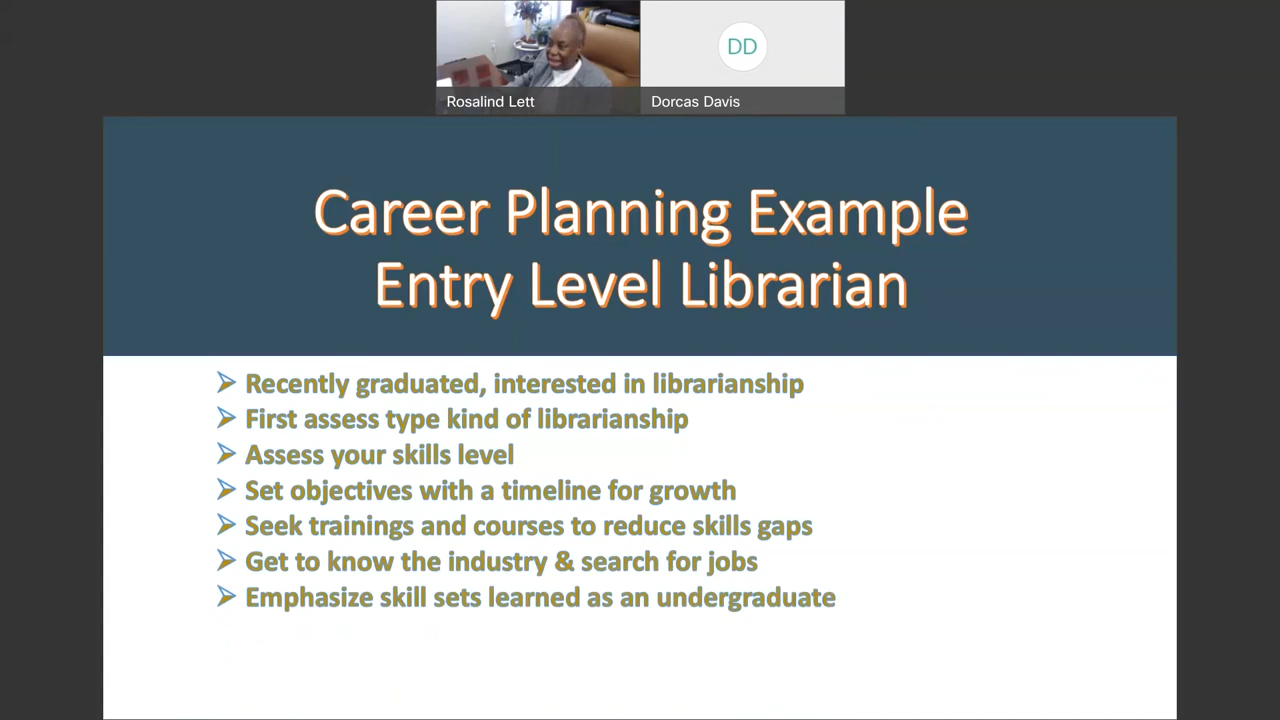 DD
Rosalind Lett
Dorcas Davis
Career Planning Example
Entry Level Librarian
Recently graduated, interested in librarianship
First assess type kind of librarianship
Assess your skills level
Set objectives with a timeline for growth
Seek trainings and courses to reduce skills gaps
Get to know the industry & search for jobs
Emphasize skill sets learned as an undergraduate